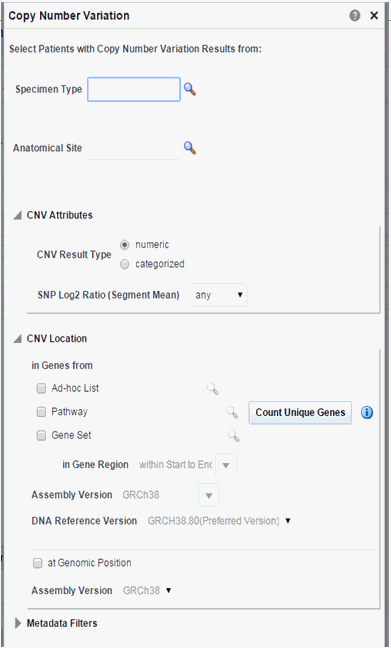 Copy Number Variation
Select Patients with Copy Number Variation Results from:
Specimen Type
Anatomical Site
CNV Attributes
CNV Result Type
numeric
categorized
SNP Log2 Ratio (Segment Mean) any
CNV Location
in Genes from
Ad-hoc List
Pathway Count Unique Genes
Gene Set
in Gene Region within Start to End
Assembly Version GRCh38
DNA Reference Version GRCH38.80(Preferred Version)
at Genomic Position
Assembly Version GRCh38
Metadata Filters